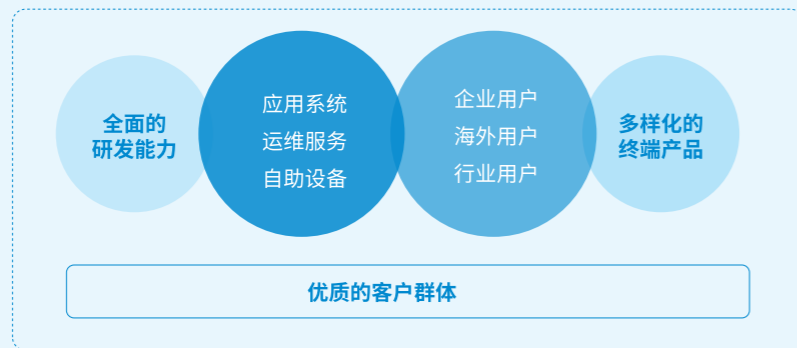 全面的
研发能力
应用系统
运维服务
自助设备
企业用户
海外用户
行业用户
多样化的
终端产品
优质的客户群体